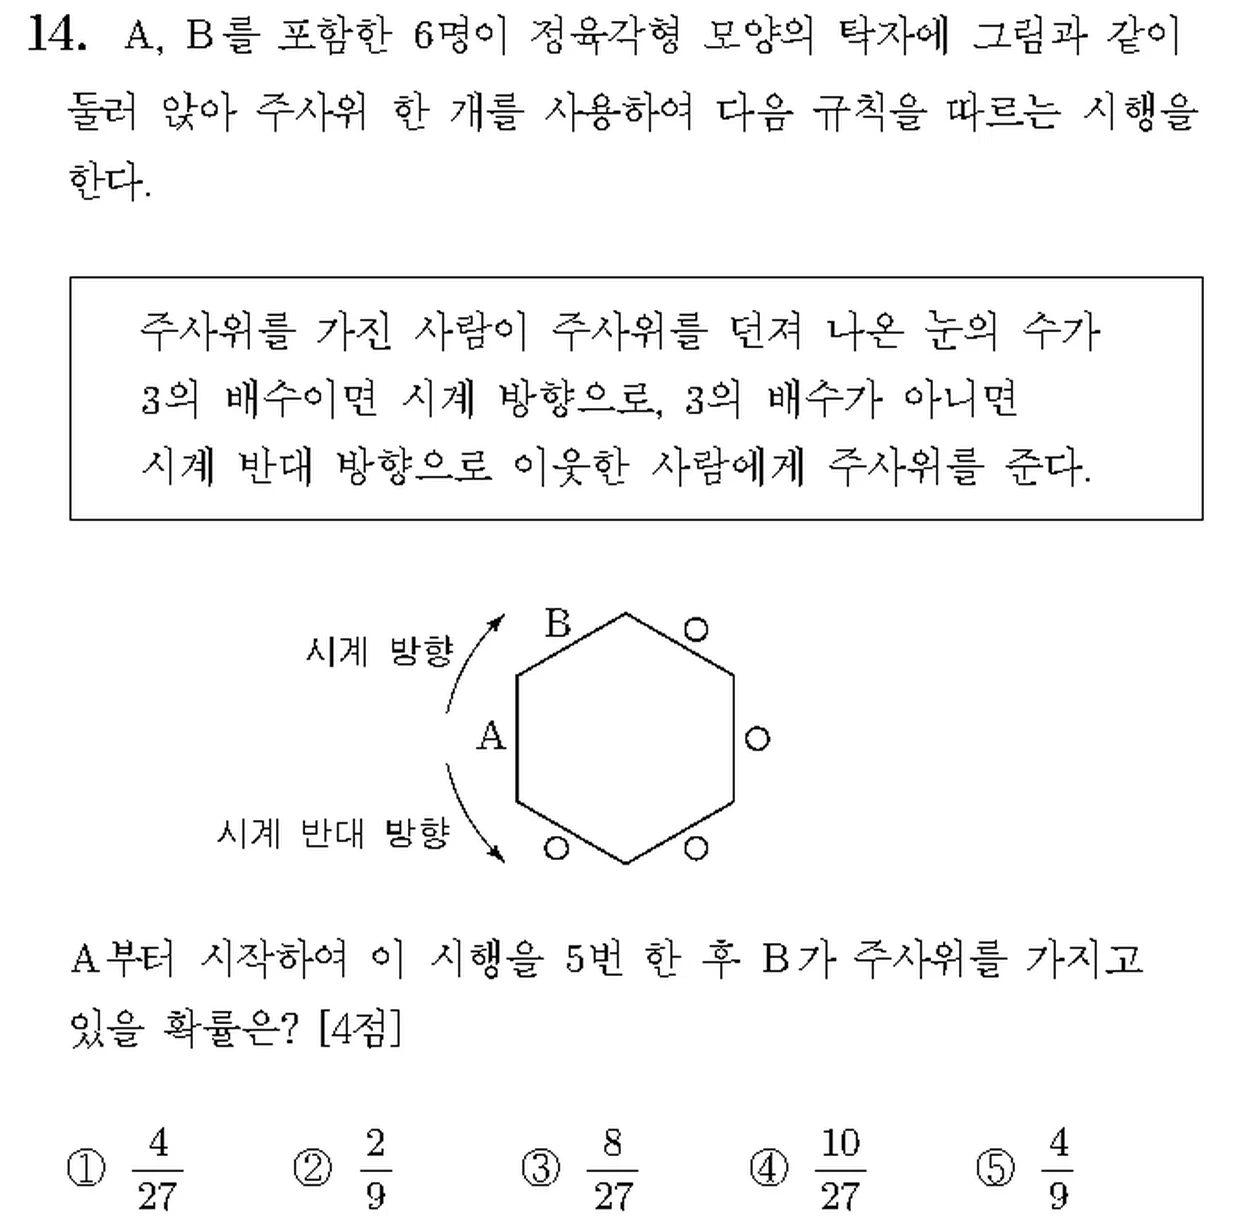 14. A, B를 포함한 6명이 정육각형 모양의 탁자에 그림과 같이
둘러 앉아 주사위 한 개를 사용하여 다음 규칙을 따르는 시행을
한다.
주사위를 가진 사람이 주사위를 던져 나온 눈의 수가
3의 배수이면 시계 방향으로, 3의 배수가 아니면
시계 반대 방향으로 이웃한 사람에게 주사위를 준다.
B
시계 방향
A
시계 반대 방향
A부터 시작하여 이 시행을 5번 한 후 B가 주사위를 가지고
있을 확률은? [4점]
① 4/27 ② 2/9 ③ 8/27 ④ 10/27 ⑤ 4/9